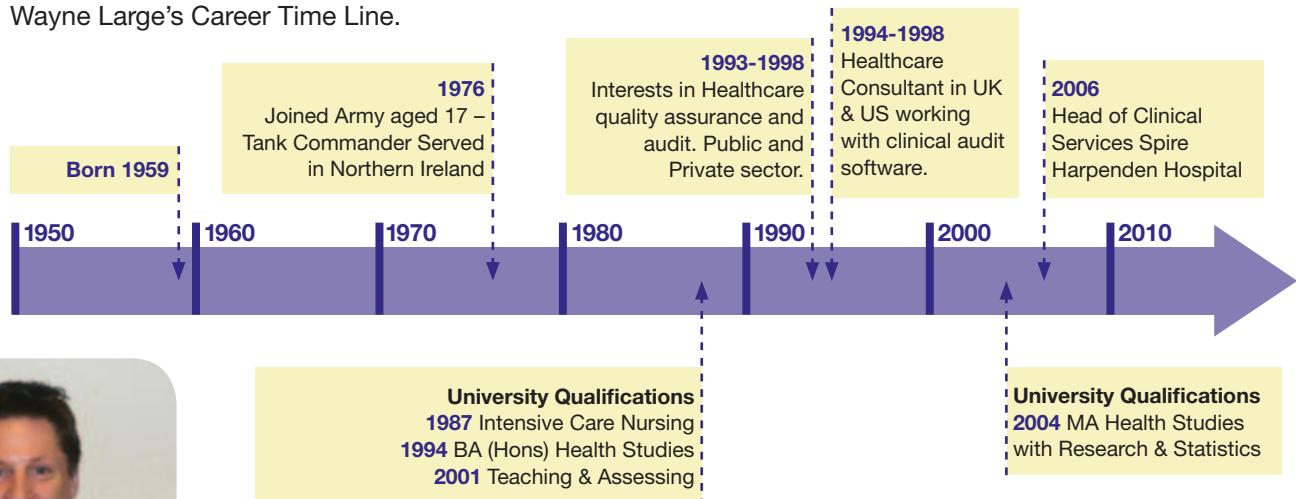 Wayne Large's Career Time Line.
Born 1959
1976
Joined Army aged 17 –
Tank Commander Served
in Northern Ireland
1993-1998
Interests in Healthcare
quality assurance and
audit. Public and
Private sector.
1994-1998
Healthcare
Consultant in UK
& US working
with clinical audit
software.
2006
Head of Clinical
Services Spire
Harpenden Hospital
1950
1960
1970
1980
1990
2000
2010
University Qualifications
1987 Intensive Care Nursing
1994 BA (Hons) Health Studies
2001 Teaching & Assessing
University Qualifications
2004 MA Health Studies
with Research & Statistics